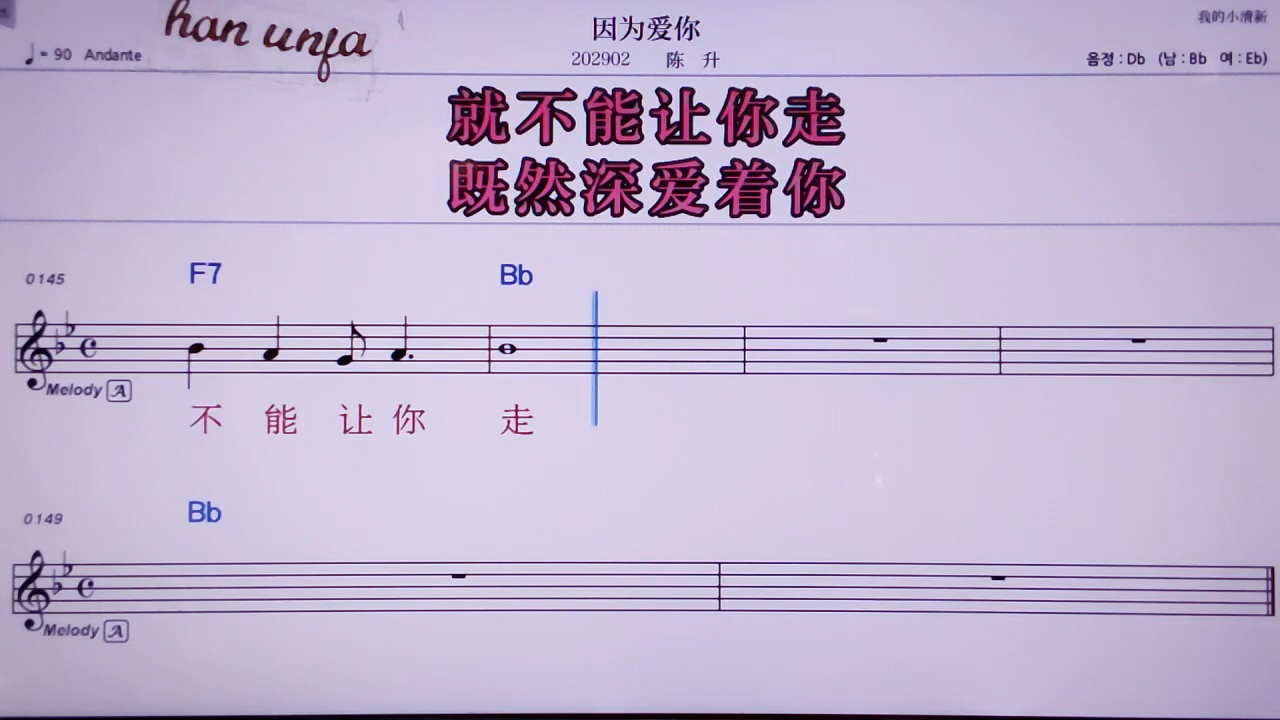 han unja
因为爱你
我的小清新
♩ = 90 Andante
202902 陈 升
음정 : Db (남 : Bb 여 : Eb)
就不能让你走
既然深爱着你
0145 F7 Bb
Melody A
不 能 让 你 走
0149 Bb
Melody A